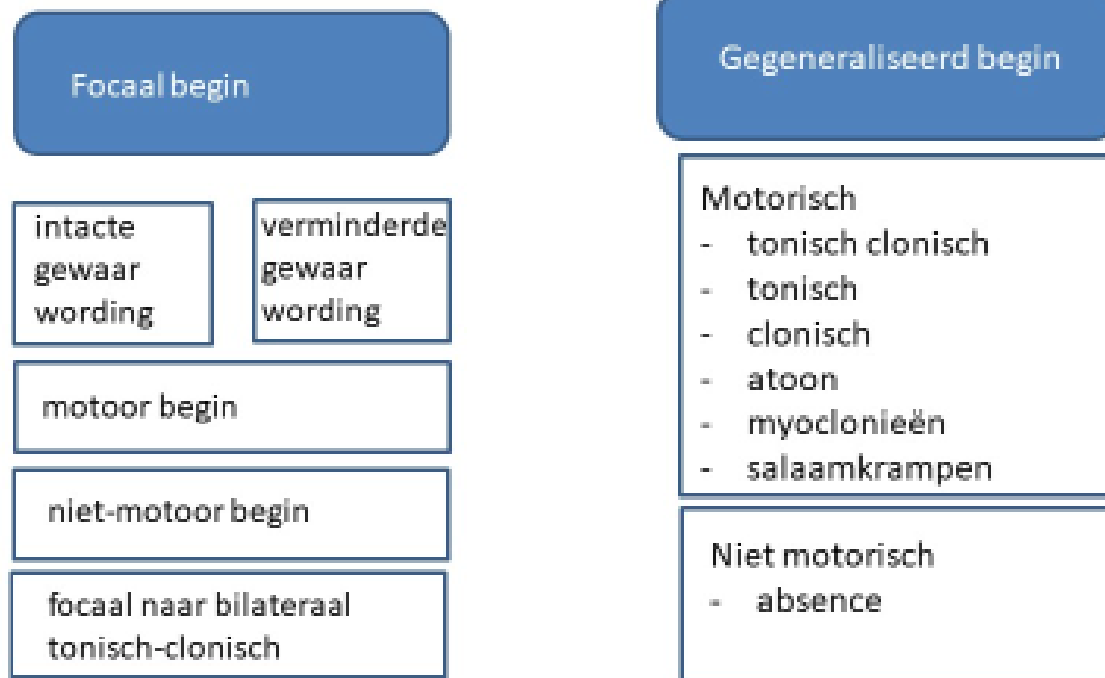 Focaal begin
intacte
gewaar
wording
verminderde
gewaar
wording
motoor begin
niet-motoor begin
focaal naar bilateraal
tonisch-clonisch
Gegeneraliseerd begin
Motorisch
- tonisch clonisch
- tonisch
- clonisch
- atoon
- myoclonieën
- salaamkrampen
Niet motorisch
- absence